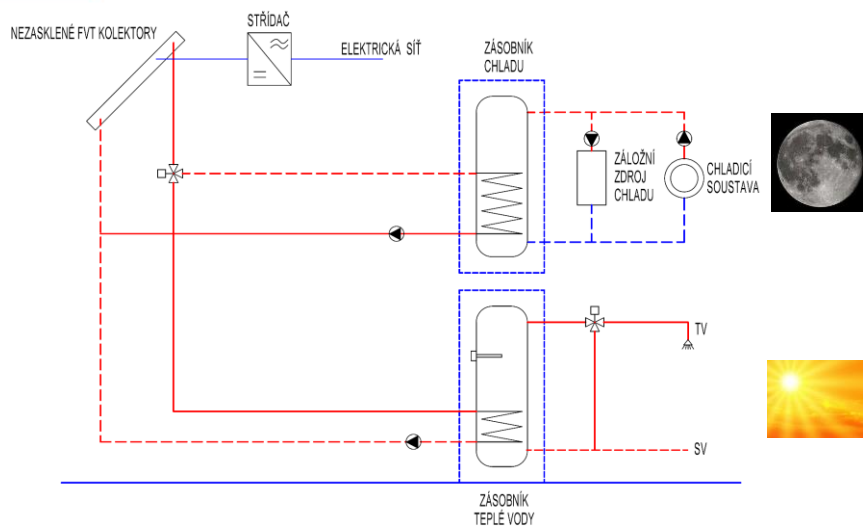 NEZASKLENÉ FVT KOLEKTORY
STŘÍDAČ
ELEKTRICKÁ SÍŤ
ZÁSOBNÍK
CHLADU
ZÁLOŽNÍ
ZDROJ
CHLADU
CHLADICÍ
SOUSTAVA
TV
SV
ZÁSOBNÍK
TEPLÉ VODY